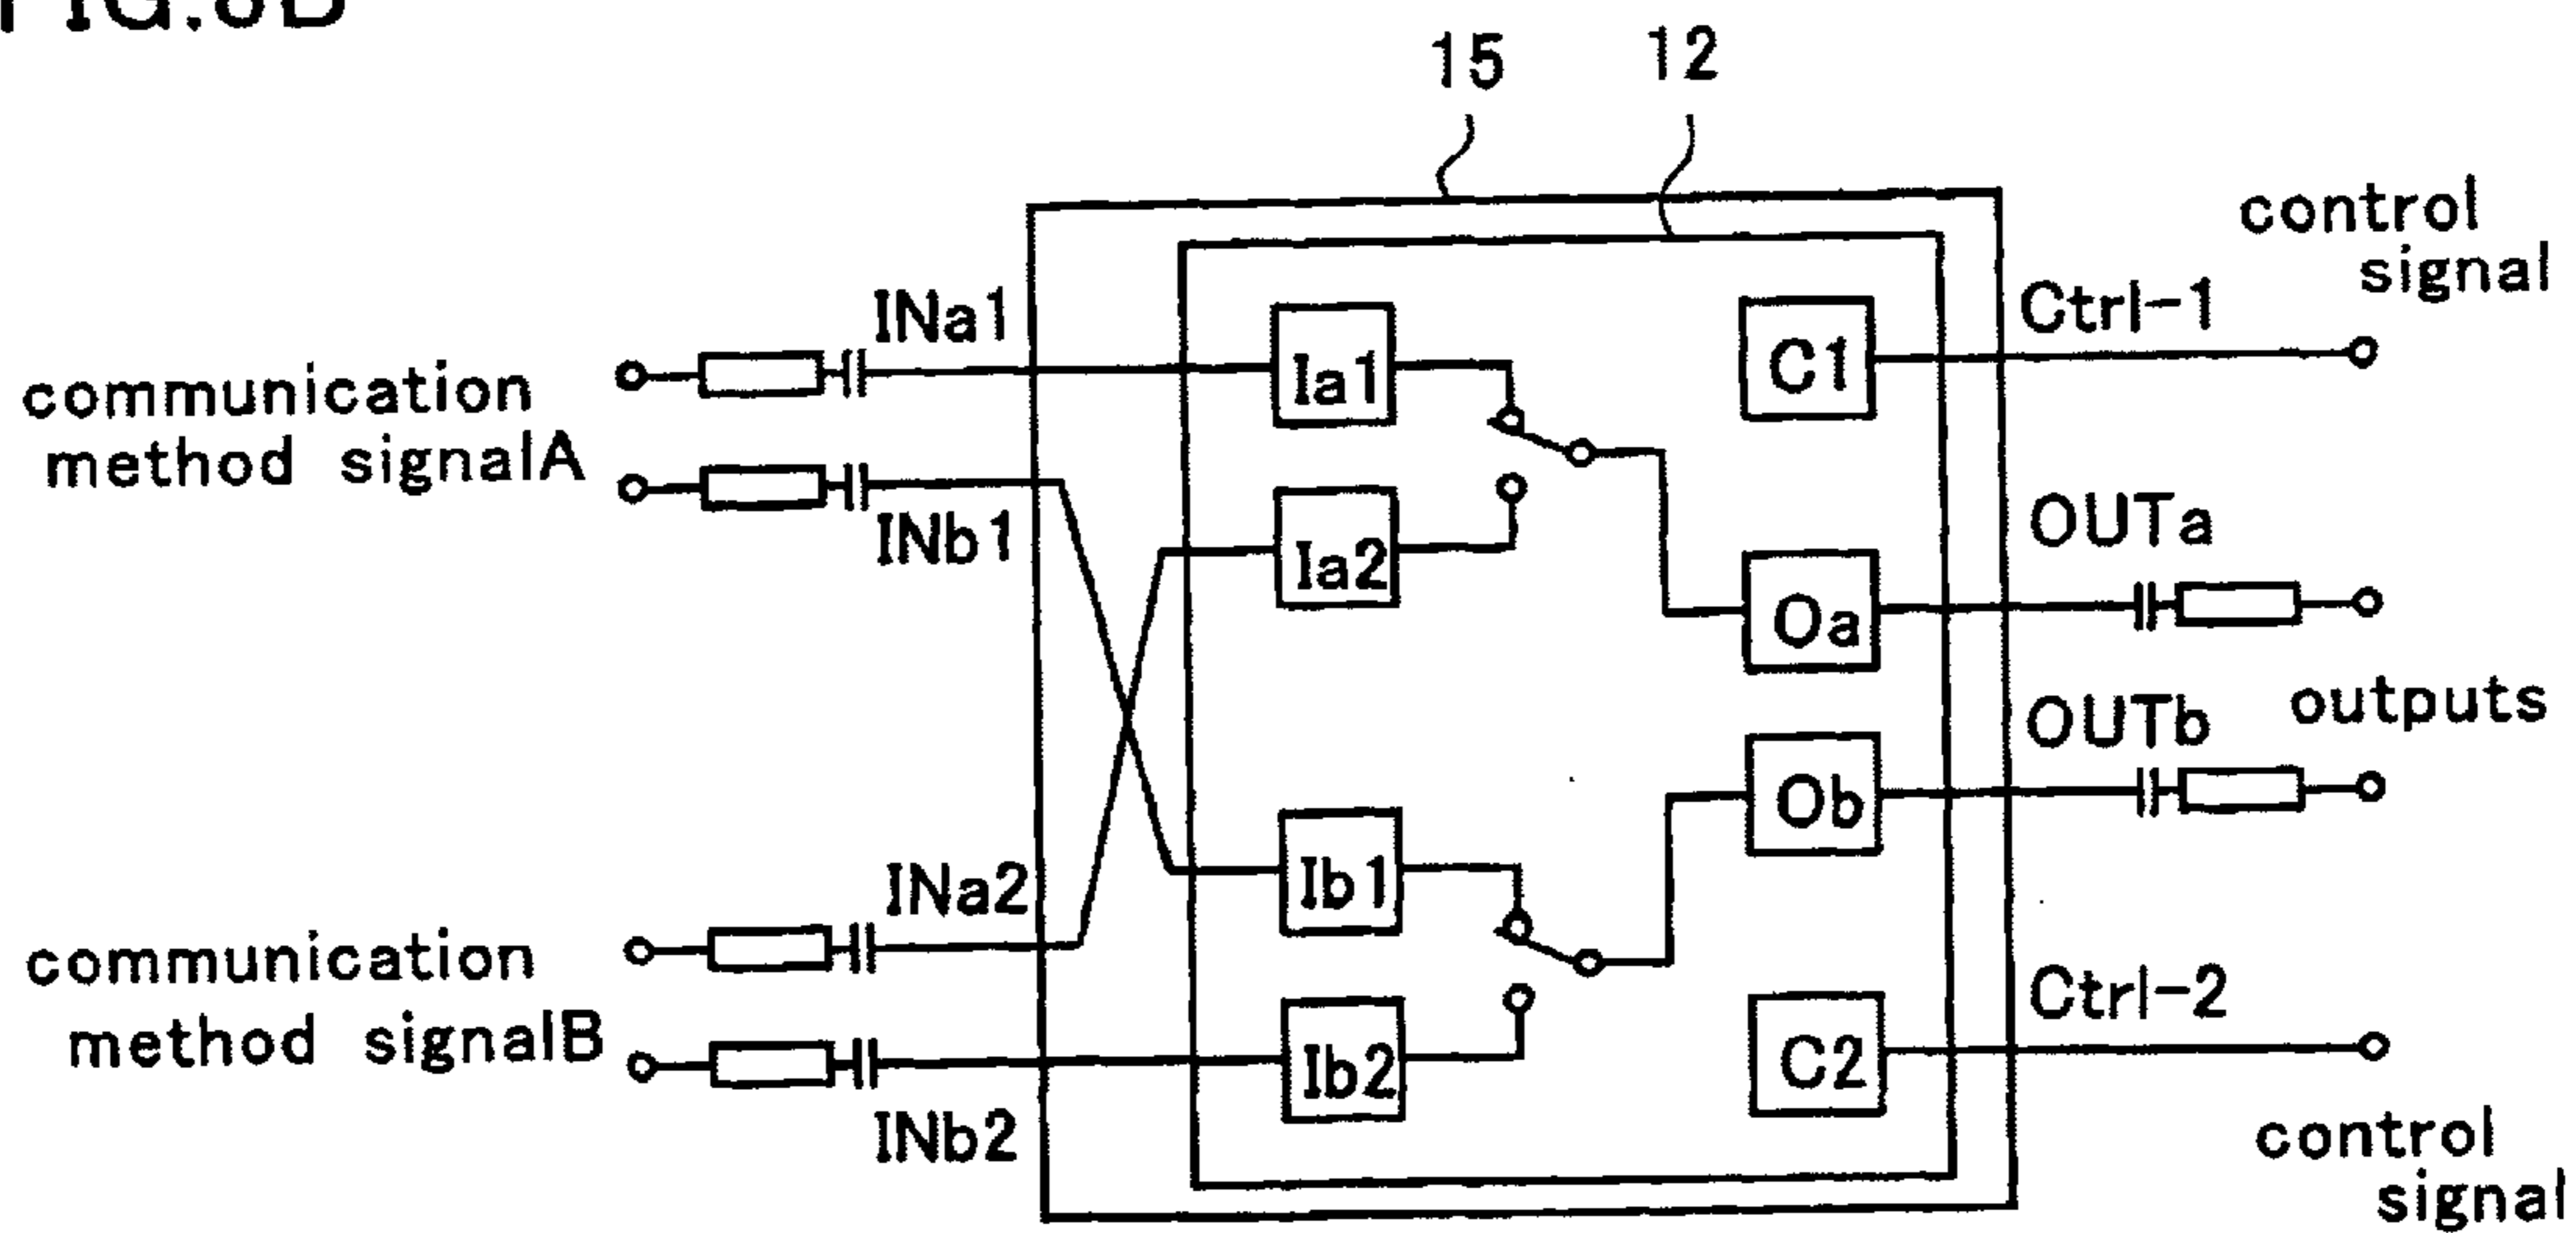 15 12
control
signal
INa1
Ctrl-1
communication
method signalA
Ia1
C1
INb1
Ia2
OUTa
Oa
outputs
OUTb
Ob
INa2
Ib1
communication
method signalB
Ctrl-2
Ib2
C2
INb2
control
signal